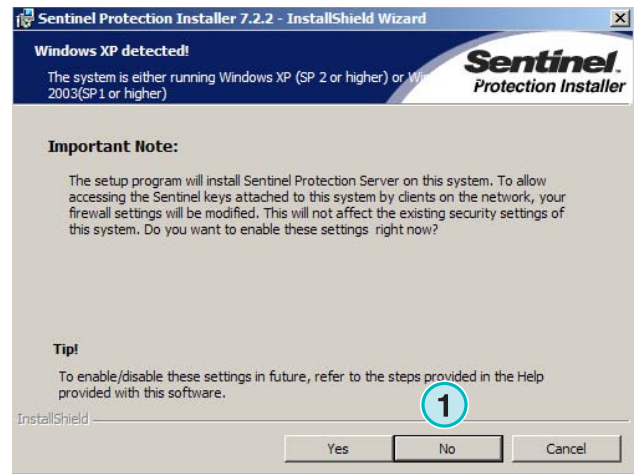 Sentinel Protection Installer 7.2.2 - InstallShield Wizard
Windows XP detected!
The system is either running Windows XP (SP 2 or higher) or
2003(SP1 or higher)
Sentinel.
Protection Installer
Important Note:
The setup program will install Sentinel Protection Server on this system. To allow
accessing the Sentinel keys attached to this system by clients on the network, your
firewall settings will be modified. This will not affect the existing security settings of
this system. Do you want to enable these settings right now?
Tip!
To enable/disable these settings in future, refer to the steps provided in the Help
provided with this software.
1
InstallShield
Yes
No
Cancel